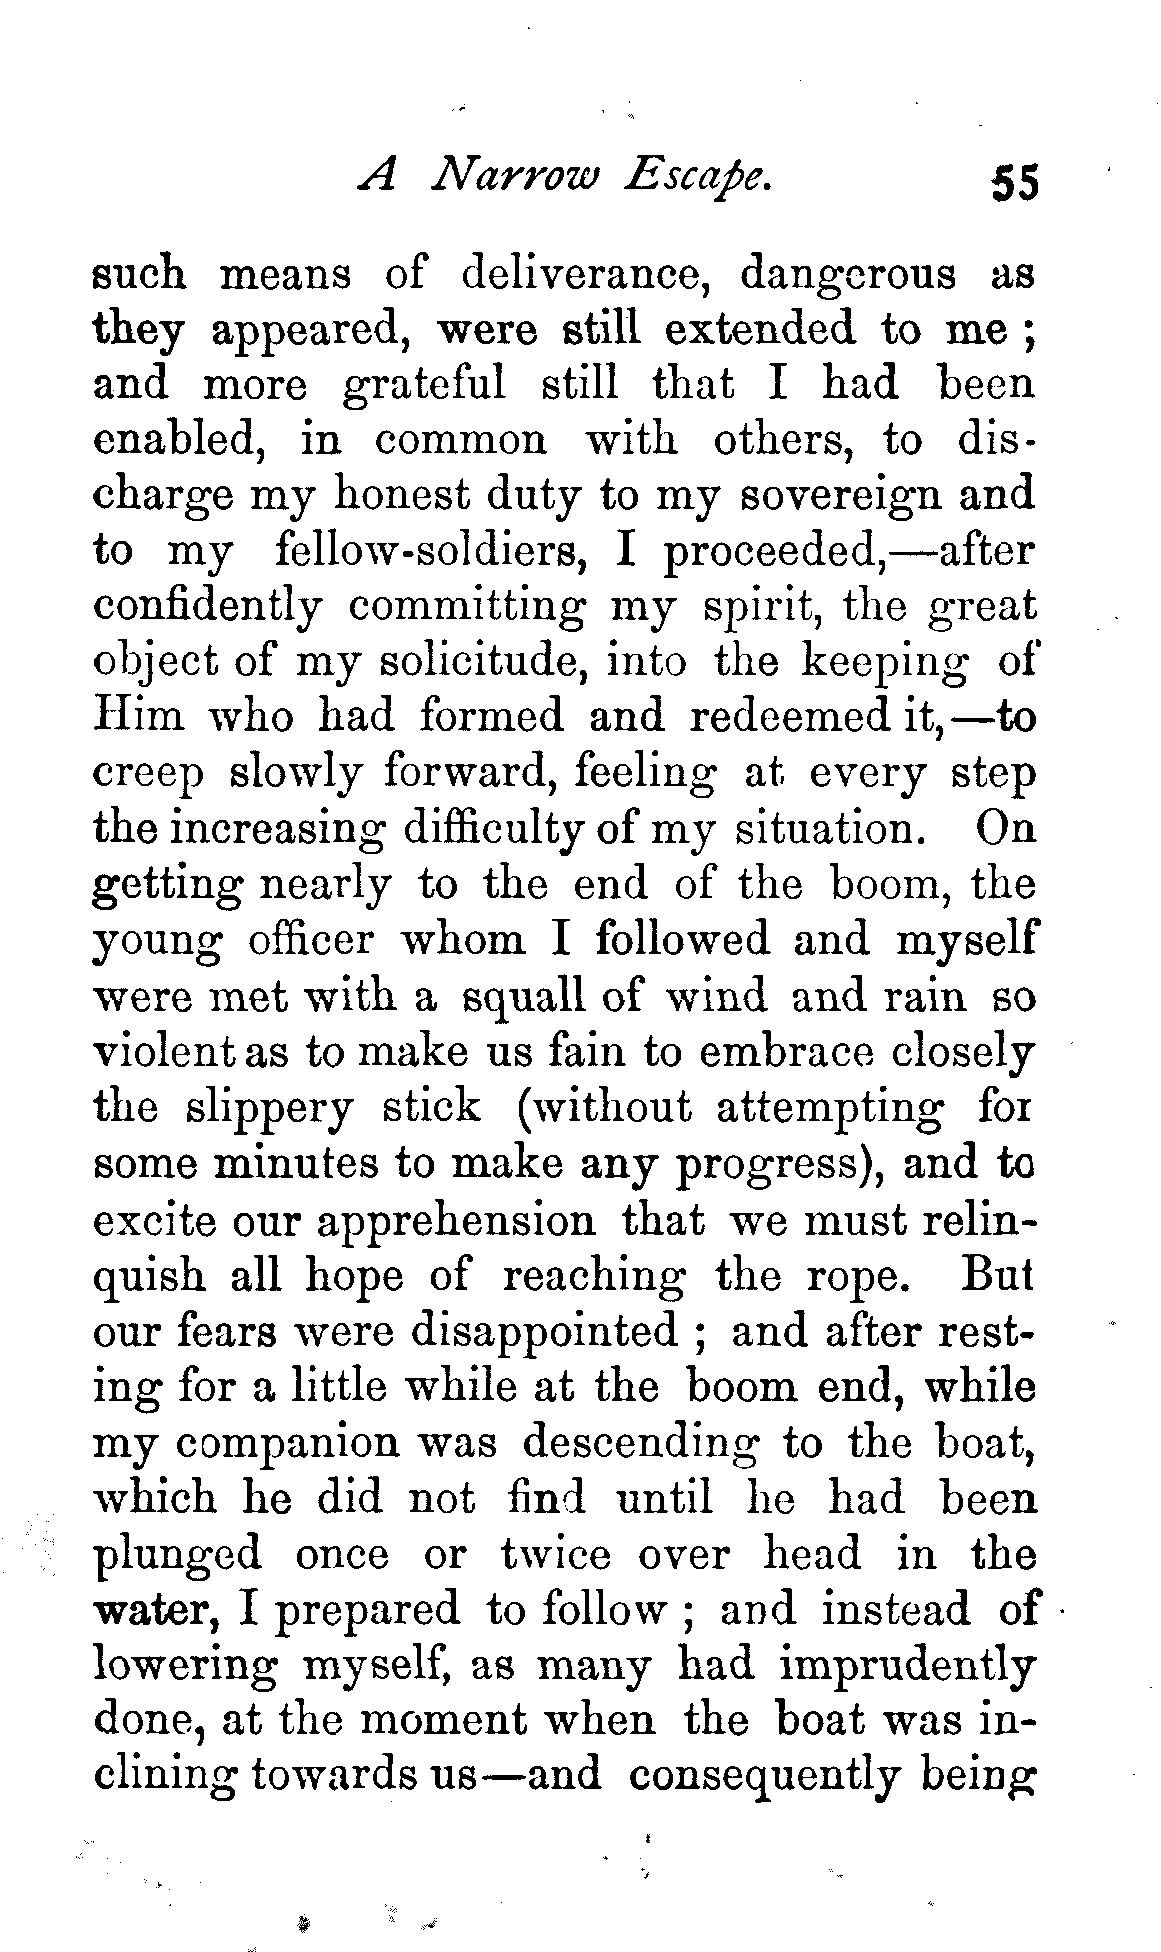 A Narrow Escape. 55
such means of deliverance, dangerous as
they appeared, were still extended to me ;
and more grateful still that I had been
enabled, in common with others, to dis-
charge my honest duty to my sovereign and
to my fellow-soldiers, I proceeded,—after
confidently committing my spirit, the great
object of my solicitude, into the keeping of
Him who had formed and redeemed it,—to
creep slowly forward, feeling at every step
the increasing difficulty of my situation. On
getting nearly to the end of the boom, the
young officer whom I followed and myself
were met with a squall of wind and rain so
violent as to make us fain to embrace closely
the slippery stick (without attempting for
some minutes to make any progress), and to
excite our apprehension that we must relin-
quish all hope of reaching the rope. But
our fears were disappointed ; and after rest-
ing for a little while at the boom end, while
my companion was descending to the boat,
which he did not find until he had been
plunged once or twice over head in the
water, I prepared to follow ; and instead of
lowering myself, as many had imprudently
done, at the moment when the boat was in-
clining towards us—and consequently being